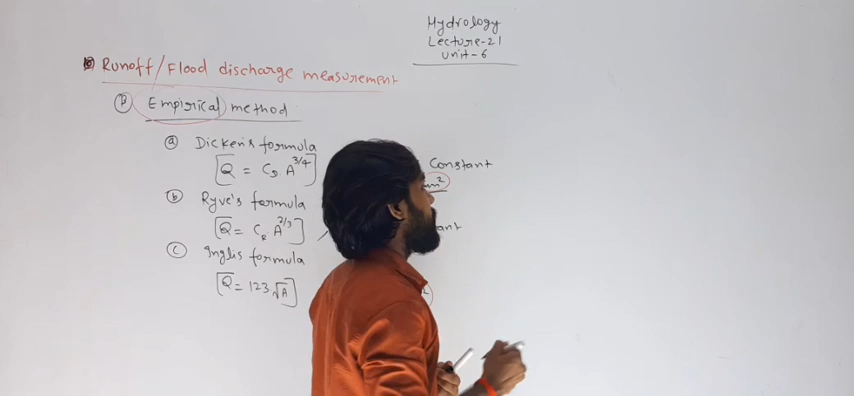 Hydrology
Lecture-21
Unit-6
Runoff/Flood discharge measurement
Empirical method
ⓐ Dicken's formula
Q = C_D. A^3/4
Constant
ⓑ Ryve's formula
Q = C_R. A^2/3
ⓒ Inglis formula
Q = 123 √A